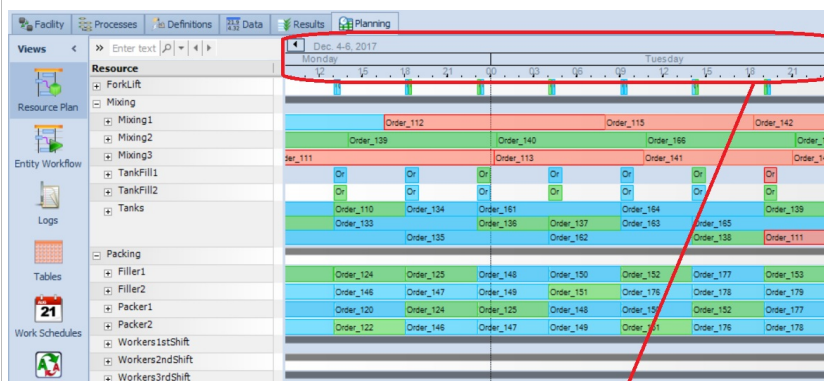 Facility Processes Definitions Data Results Planning
Views < » Enter text Dec. 4-6, 2017
Resource Monday Tuesday
12 15 18 21 00 03 06 09 12 15 18 21
Resource Plan
Entity Workflow
Logs
Tables
21
Work Schedules
ForkLift
Mixing
Mixing1 Order_112 Order_115 Order_142
Mixing2 Order_139 Order_140 Order_166 Order_
Mixing3 der_111 Order_113 Order_141
TankFill1 Or Or Or Or Or Or Or
TankFill2 Or Or Or Or Or Or Or
Tanks Order_110 Order_134 Order_161 Order_164 Order_139
Order_133 Order_136 Order_137 Order_163 Order_165
Order_135 Order_162 Order_138 Order_111
Packing
Filler1 Order_124 Order_125 Order_148 Order_150 Order_152 Order_177 Order_153
Filler2 Order_146 Order_147 Order_149 Order_151 Order_176 Order_178 Order_179
Packer1 Order_120 Order_124 Order_125 Order_148 Order_150 Order_152 Order_177
Packer2 Order_122 Order_146 Order_147 Order_149 Order_151 Order_176 Order_178
Workers1stShift
Workers2ndShift
Workers3rdShift